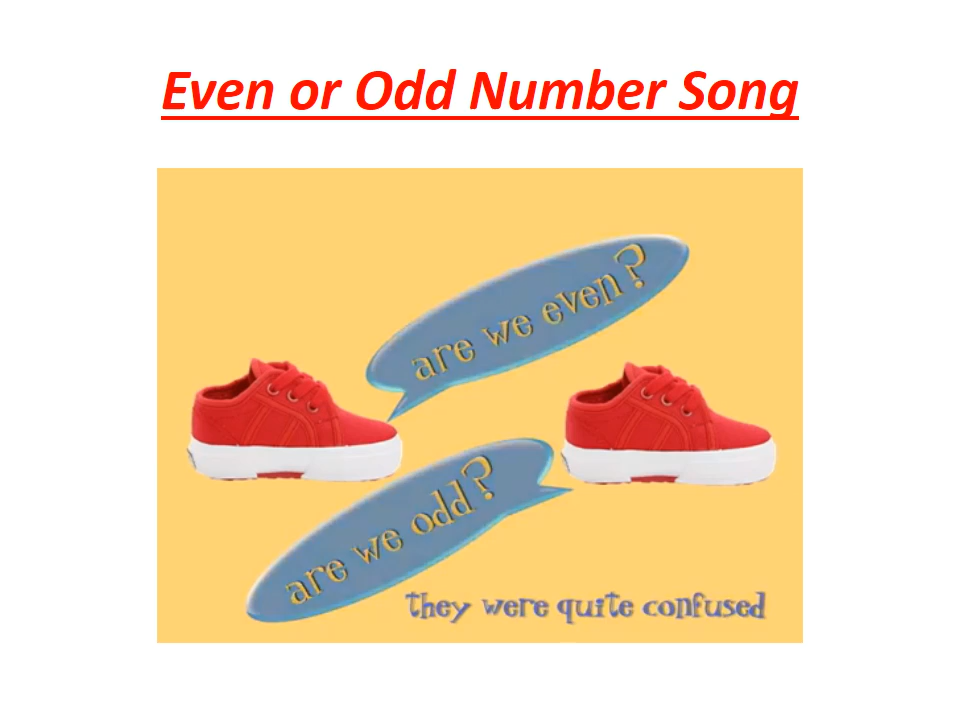 Even or Odd Number Song
are we even?
are we odd?
they were quite confused